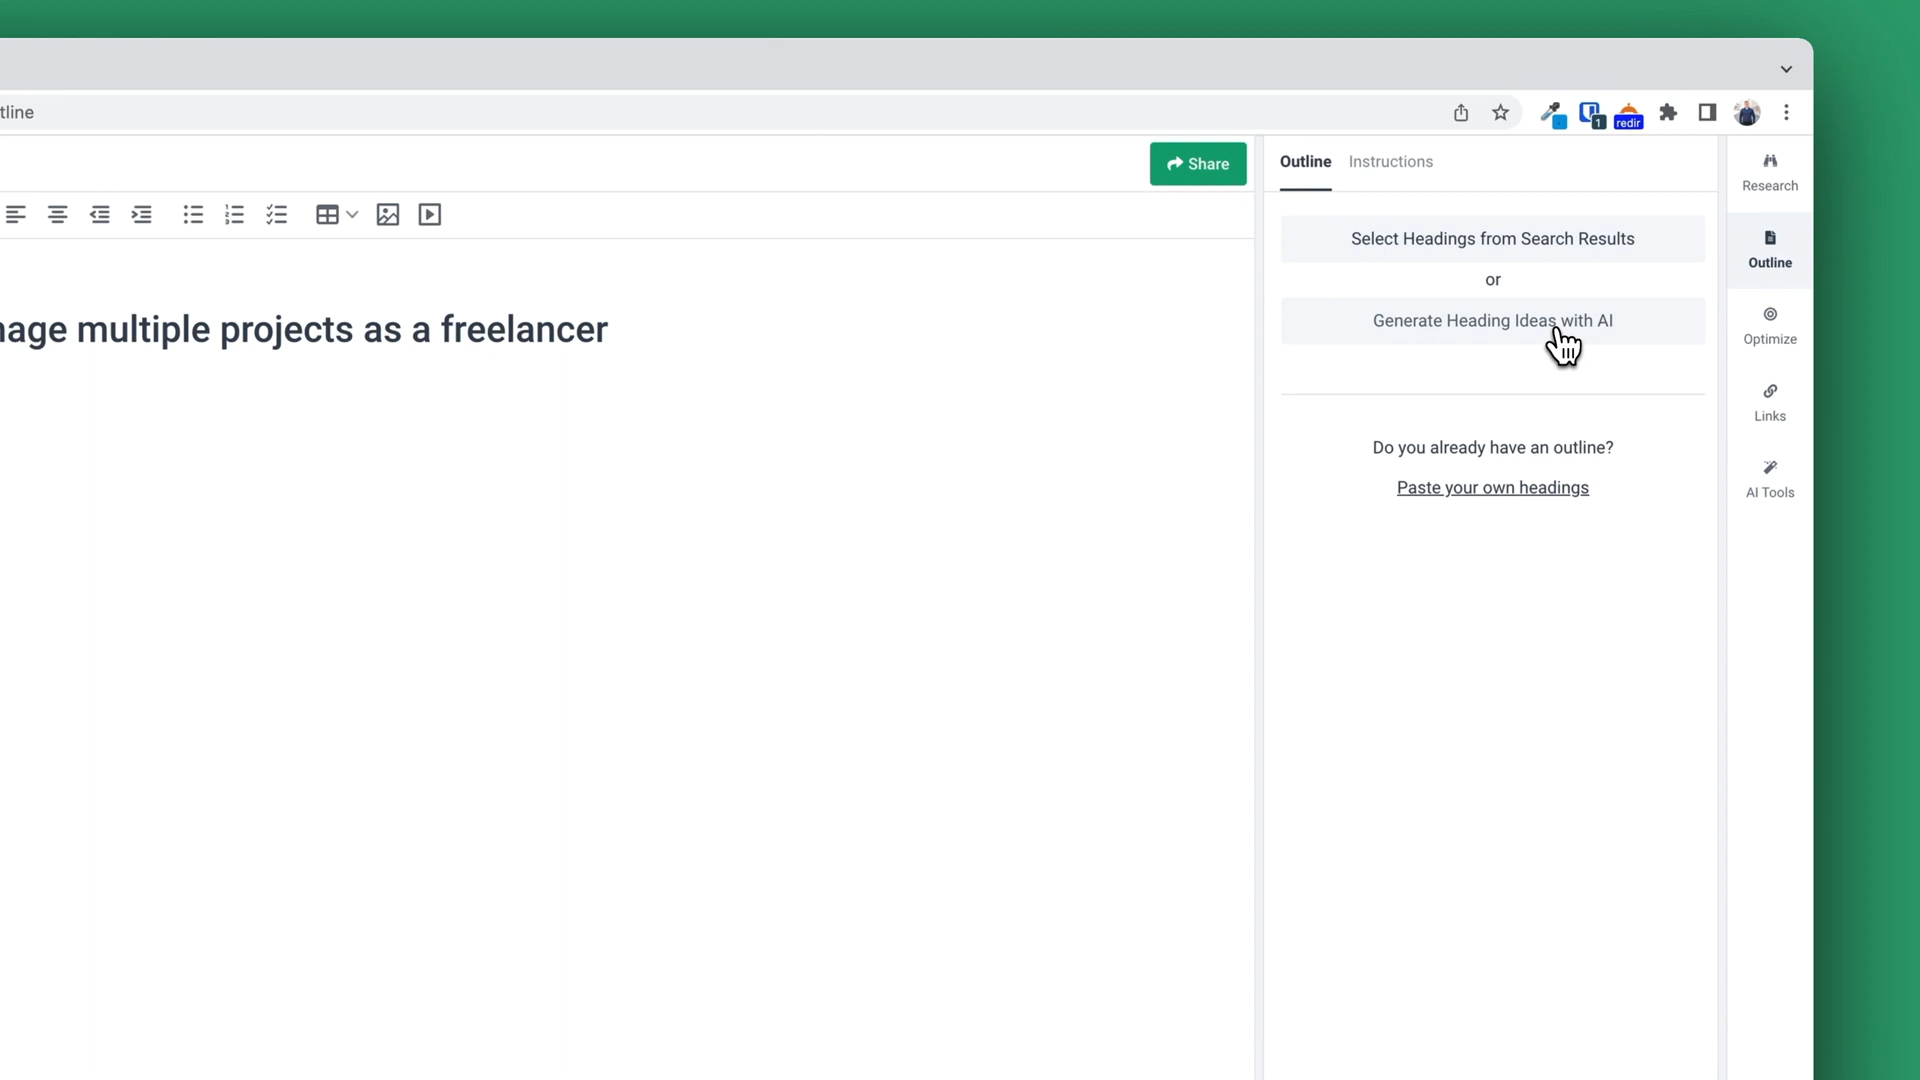 tline
1
redir
Share
Outline Instructions
Research
Select Headings from Search Results
Outline
or
multiple projects as a freelancer
Generate Heading Ideas with AI
Optimize
Links
Do you already have an outline?
Paste your own headings
AI Tools